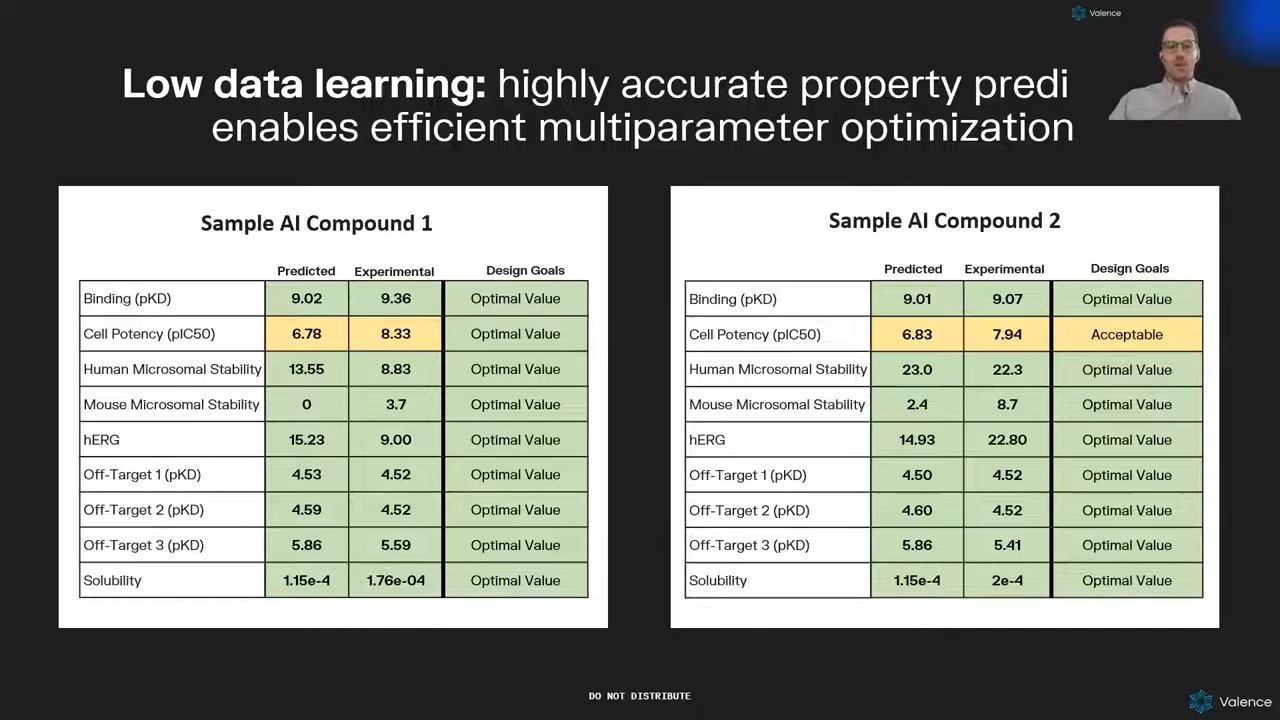 Valence
Low data learning: highly accurate property predi
enables efficient multiparameter optimization
Sample AI Compound 1
Predicted Experimental Design Goals
Binding (pKD) 9.02 9.36 Optimal Value
Cell Potency (pIC50) 6.78 8.33 Optimal Value
Human Microsomal Stability 13.55 8.83 Optimal Value
Mouse Microsomal Stability 0 3.7 Optimal Value
hERG 15.23 9.00 Optimal Value
Off-Target 1 (pKD) 4.53 4.52 Optimal Value
Off-Target 2 (pKD) 4.59 4.52 Optimal Value
Off-Target 3 (pKD) 5.86 5.59 Optimal Value
Solubility 1.15e-4 1.76e-04 Optimal Value
Sample AI Compound 2
Predicted Experimental Design Goals
Binding (pKD) 9.01 9.07 Optimal Value
Cell Potency (pIC50) 6.83 7.94 Acceptable
Human Microsomal Stability 23.0 22.3 Optimal Value
Mouse Microsomal Stability 2.4 8.7 Optimal Value
hERG 14.93 22.80 Optimal Value
Off-Target 1 (pKD) 4.50 4.52 Optimal Value
Off-Target 2 (pKD) 4.60 4.52 Optimal Value
Off-Target 3 (pKD) 5.86 5.41 Optimal Value
Solubility 1.15e-4 2e-4 Optimal Value
DO NOT DISTRIBUTE
Valence